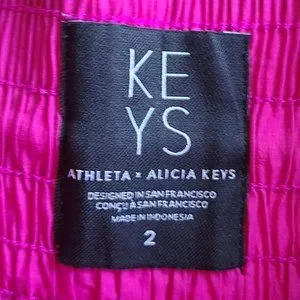 KE
YS
ATHLETA × ALICIA KEYS
DESIGNED IN SAN FRANCISCO
CONÇU À SAN FRANCISCO
MADE IN INDONESIA
2